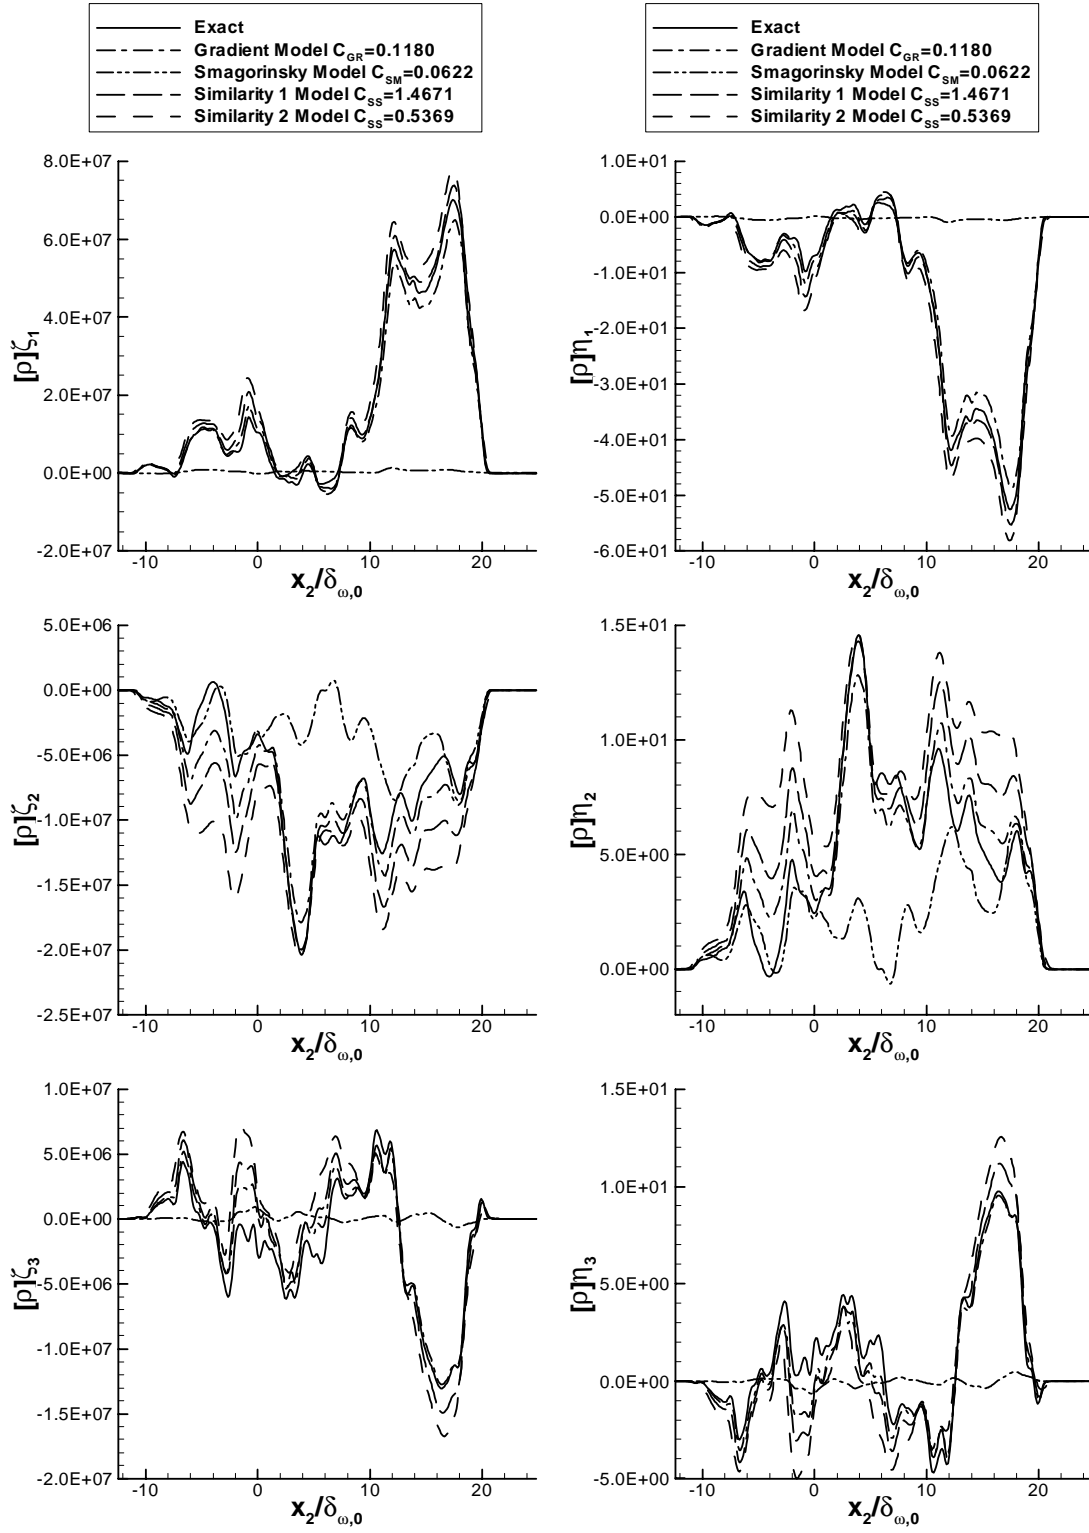 Exact
Gradient Model C_GR=0.1180
Smagorinsky Model C_SM=0.0622
Similarity 1 Model C_SS=1.4671
Similarity 2 Model C_SS=0.5369
Exact
Gradient Model C_GR=0.1180
Smagorinsky Model C_SM=0.0622
Similarity 1 Model C_SS=1.4671
Similarity 2 Model C_SS=0.5369
8.0E+07
6.0E+07
4.0E+07
2.0E+07
0.0E+00
-2.0E+07
[ρ]ζ₁
-10 0 10 20
x₂/δ_ω,0
1.0E+01
0.0E+00
-1.0E+01
-2.0E+01
-3.0E+01
-4.0E+01
-5.0E+01
-6.0E+01
[ρ]η₁
-10 0 10 20
x₂/δ_ω,0
5.0E+06
0.0E+00
-5.0E+06
-1.0E+07
-1.5E+07
-2.0E+07
-2.5E+07
[ρ]ζ₂
-10 0 10 20
x₂/δ_ω,0
1.5E+01
1.0E+01
5.0E+00
0.0E+00
[ρ]η₂
-10 0 10 20
x₂/δ_ω,0
1.0E+07
5.0E+06
0.0E+00
-5.0E+06
-1.0E+07
-1.5E+07
-2.0E+07
[ρ]ζ₃
-10 0 10 20
x₂/δ_ω,0
1.5E+01
1.0E+01
5.0E+00
0.0E+00
-5.0E+00
[ρ]η₃
-10 0 10 20
x₂/δ_ω,0